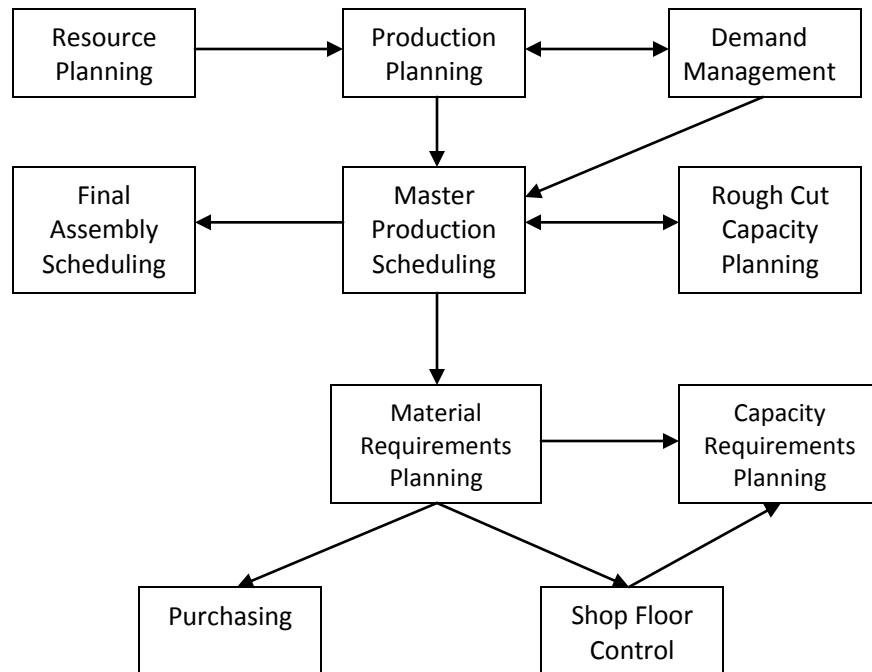 Resource
Planning
Production
Planning
Demand
Management
Final
Assembly
Scheduling
Master
Production
Scheduling
Rough Cut
Capacity
Planning
Material
Requirements
Planning
Capacity
Requirements
Planning
Purchasing
Shop Floor
Control